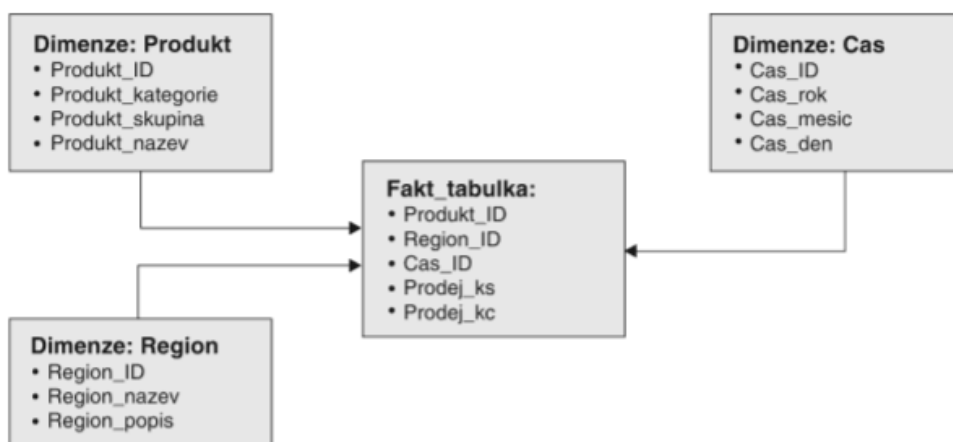 Dimenze: Produkt
• Produkt_ID
• Produkt_kategorie
• Produkt_skupina
• Produkt_nazev
Dimenze: Cas
• Cas_ID
• Cas_rok
• Cas_mesic
• Cas_den
Fakt_tabulka:
• Produkt_ID
• Region_ID
• Cas_ID
• Prodej_ks
• Prodej_kc
Dimenze: Region
• Region_ID
• Region_nazev
• Region_popis